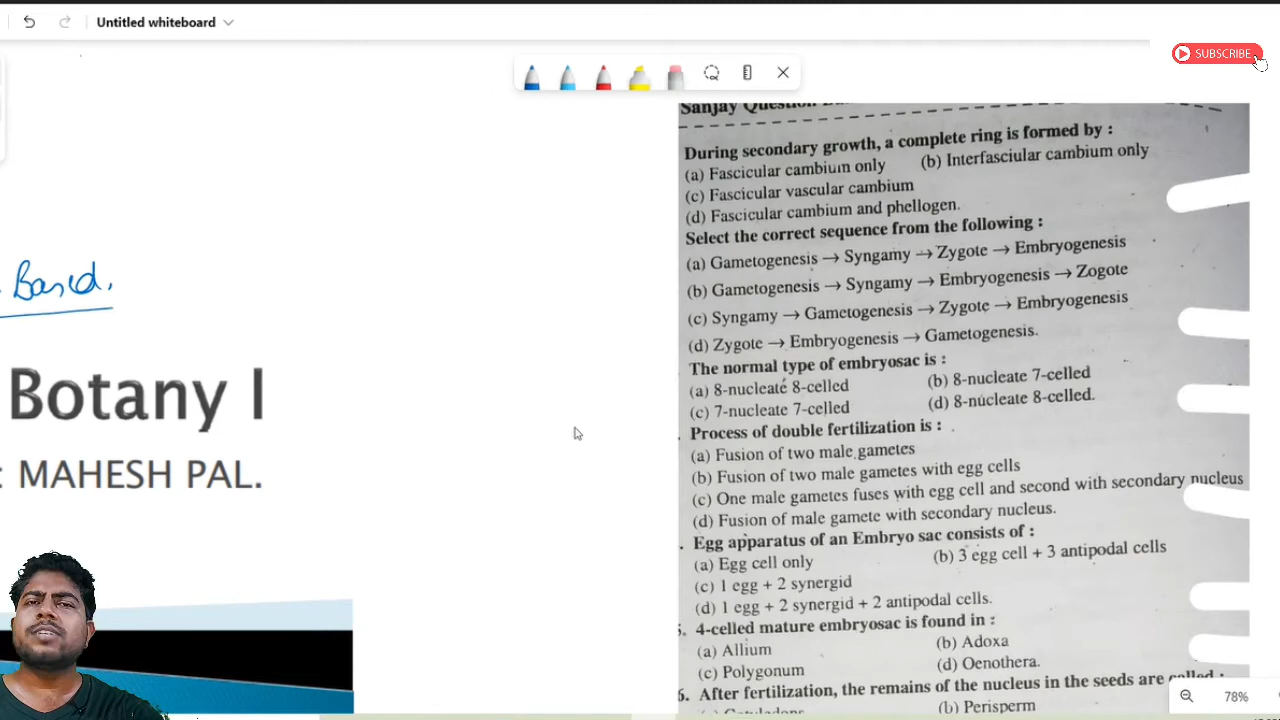 Untitled whiteboard
SUBSCRIBE
Based.
Botany I
: MAHESH PAL.
Sanjay Question
During secondary growth, a complete ring is formed by :
(a) Fascicular cambium only (b) Interfasciular cambium only
(c) Fascicular vascular cambium
(d) Fascicular cambium and phellogen.
Select the correct sequence from the following :
(a) Gametogenesis → Syngamy → Zygote → Embryogenesis
(b) Gametogenesis → Syngamy → Embryogenesis → Zogote
(c) Syngamy → Gametogenesis → Zygote → Embryogenesis
(d) Zygote → Embryogenesis → Gametogenesis.
The normal type of embryosac is :
(a) 8-nucleate 8-celled (b) 8-nucleate 7-celled
(c) 7-nucleate 7-celled (d) 8-nucleate 8-celled.
. Process of double fertilization is :
(a) Fusion of two male gametes
(b) Fusion of two male gametes with egg cells
(c) One male gametes fuses with egg cell and second with secondary nucleus
(d) Fusion of male gamete with secondary nucleus.
. Egg apparatus of an Embryo sac consists of :
(a) Egg cell only (b) 3 egg cell + 3 antipodal cells
(c) 1 egg + 2 synergid
(d) 1 egg + 2 synergid + 2 antipodal cells.
5. 4-celled mature embryosac is found in :
(a) Allium (b) Adoxa
(c) Polygonum (d) Oenothera.
6. After fertilization, the remains of the nucleus in the seeds are called :
(b) Perisperm
78%